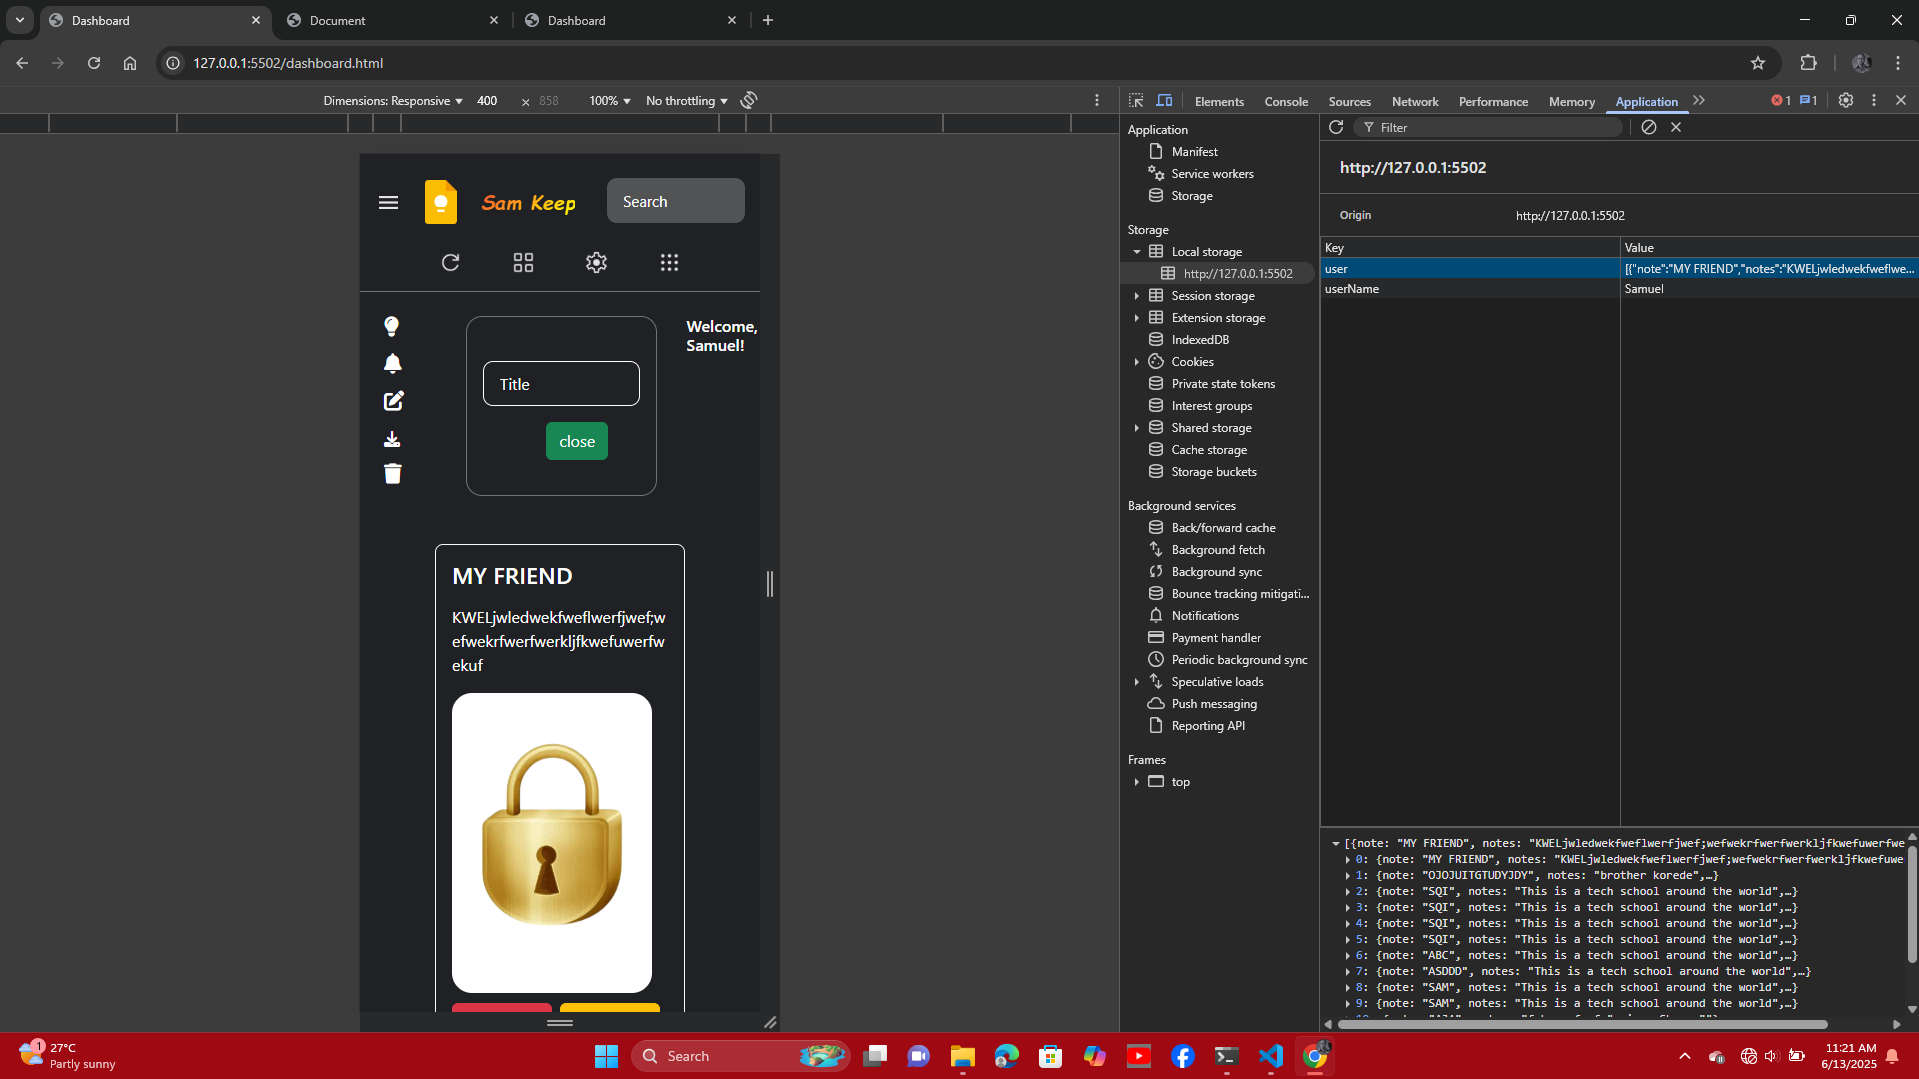 Dashboard
Document
Dashboard
127.0.0.1:5502/dashboard.html
Dimensions: Responsive
400 × 858
100%
No throttling
Elements
Console
Sources
Network
Performance
Memory
Application
1
1
Sam Keep
Search
Welcome,
Samuel!
Title
close
MY FRIEND
KWELjwledwekfweflwerfjwef;w
efwekrfwerfwerkljfkwefuwerfw
ekuf
Application
Manifest
Service workers
Storage
Storage
Local storage
http://127.0.0.1:5502
Session storage
Extension storage
IndexedDB
Cookies
Private state tokens
Interest groups
Shared storage
Cache storage
Storage buckets
Background services
Back/forward cache
Background fetch
Background sync
Bounce tracking mitigati...
Notifications
Payment handler
Periodic background sync
Speculative loads
Push messaging
Reporting API
Frames
top
Filter
http://127.0.0.1:5502
Origin http://127.0.0.1:5502
Key Value
user [{"note":"MY FRIEND","notes":"KWELjwledwekfweflwe...
userName Samuel
[{note: "MY FRIEND", notes: "KWELjwledwekfweflwerfjwef;wefwekrfwerfwerkljfkwefuwerfwe
0: {note: "MY FRIEND", notes: "KWELjwledwekfweflwerfjwef;wefwekrfwerfwerkljfkwefuwe
1: {note: "OJOJUITGTUDYJDY", notes: "brother korede",…}
2: {note: "SQI", notes: "This is a tech school around the world",…}
3: {note: "SQI", notes: "This is a tech school around the world",…}
4: {note: "SQI", notes: "This is a tech school around the world",…}
5: {note: "SQI", notes: "This is a tech school around the world",…}
6: {note: "ABC", notes: "This is a tech school around the world",…}
7: {note: "ASDDD", notes: "This is a tech school around the world",…}
8: {note: "SAM", notes: "This is a tech school around the world",…}
9: {note: "SAM", notes: "This is a tech school around the world",…}
1
27°C
Partly sunny
Search
11:21 AM
6/13/2025